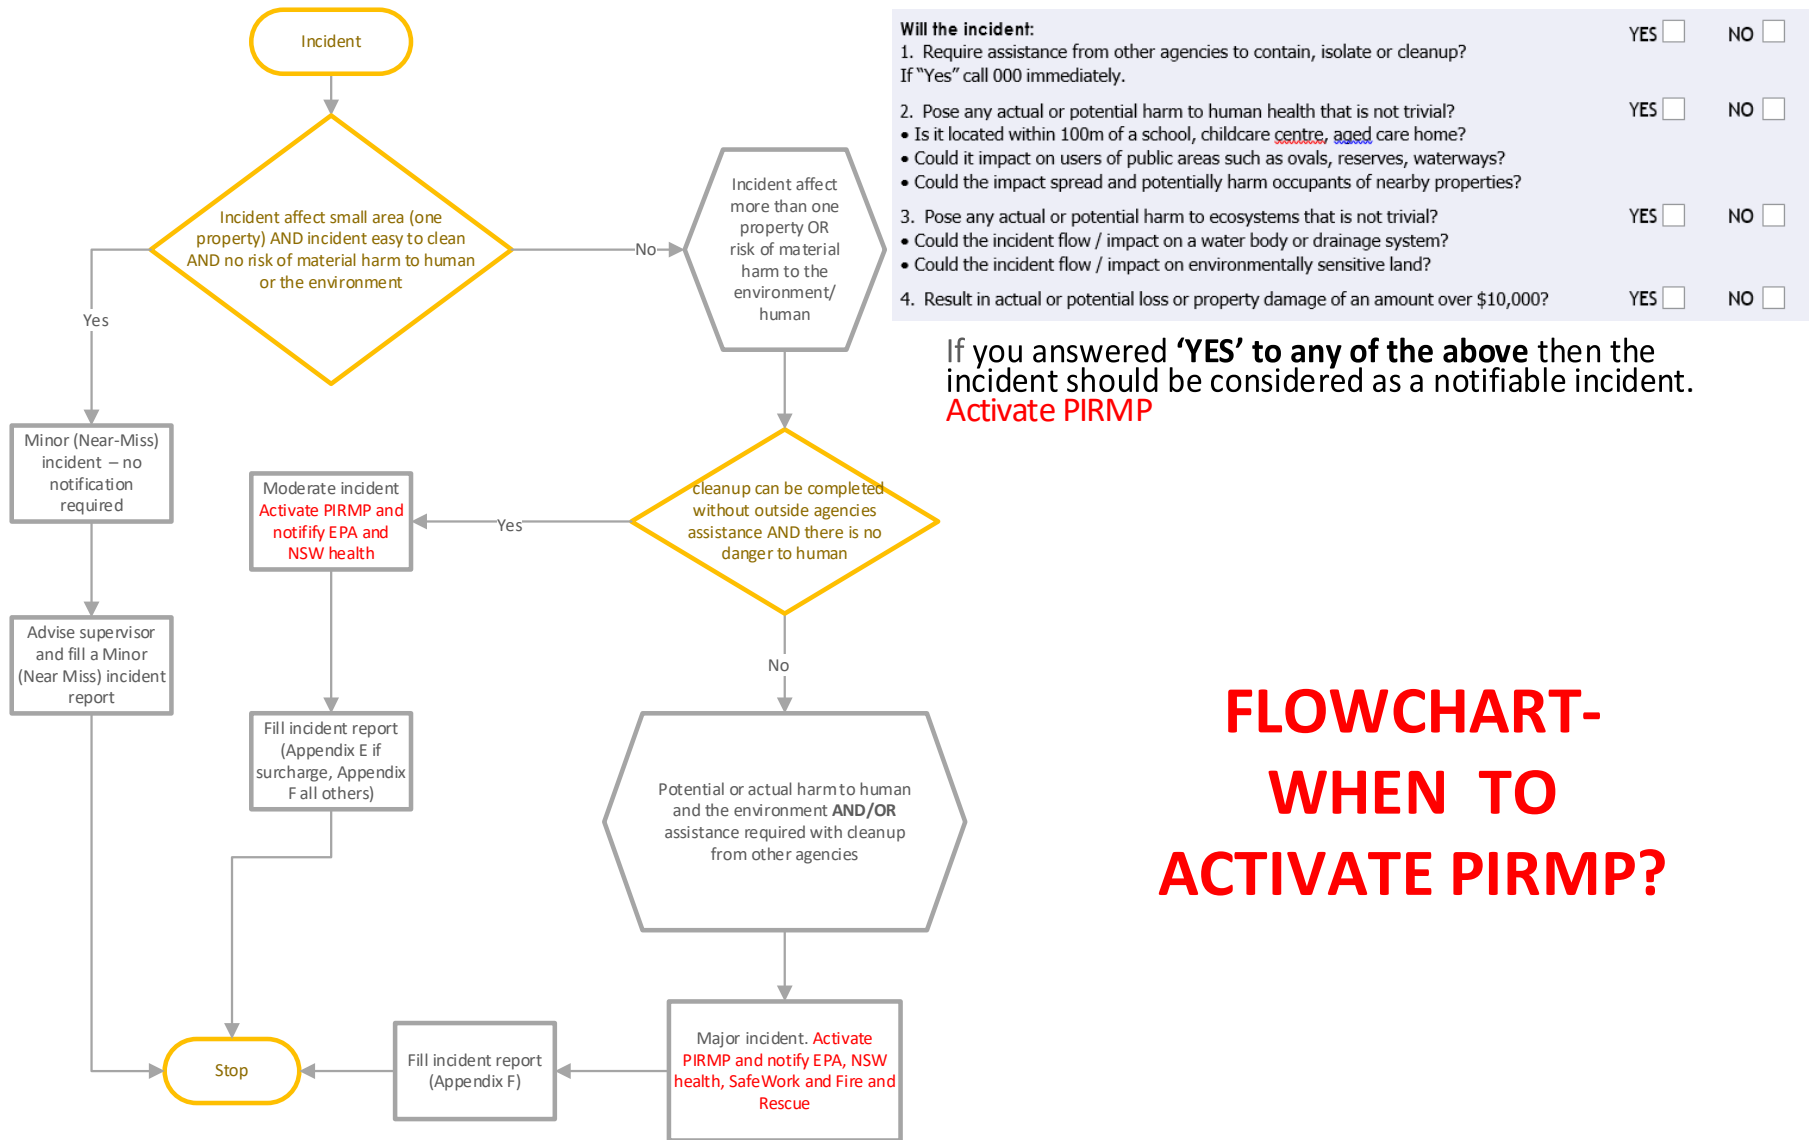 Incident
Incident affect small area (one
property) AND incident easy to clean
AND no risk of material harm to human
or the environment
Yes
No
Incident affect
more than one
property OR
risk of material
harm to the
environment/
human
Minor (Near-Miss)
incident – no
notification
required
Advise supervisor
and fill a Minor
(Near Miss) incident
report
cleanup can be completed
without outside agencies
assistance AND there is no
danger to human
Yes
Moderate incident
Activate PIRMP and
notifify EPA and
NSW health
Fill incident report
(Appendix E if
surcharge, Appendix
F all others)
No
Potential or actual harm to human
and the environment AND/OR
assistance required with cleanup
from other agencies
Major incident. Activate
PIRMP and notify EPA, NSW
health, SafeWork and Fire and
Rescue
Fill incident report
(Appendix F)
Stop
Will the incident:
1. Require assistance from other agencies to contain, isolate or cleanup? YES NO
If "Yes" call 000 immediately.
2. Pose any actual or potential harm to human health that is not trivial? YES NO
• Is it located within 100m of a school, childcare centre, aged care home?
• Could it impact on users of public areas such as ovals, reserves, waterways?
• Could the impact spread and potentially harm occupants of nearby properties?
3. Pose any actual or potential harm to ecosystems that is not trivial? YES NO
• Could the incident flow / impact on a water body or drainage system?
• Could the incident flow / impact on environmentally sensitive land?
4. Result in actual or potential loss or property damage of an amount over $10,000? YES NO
If you answered ‘YES’ to any of the above then the
incident should be considered as a notifiable incident.
Activate PIRMP
FLOWCHART-
WHEN TO
ACTIVATE PIRMP?